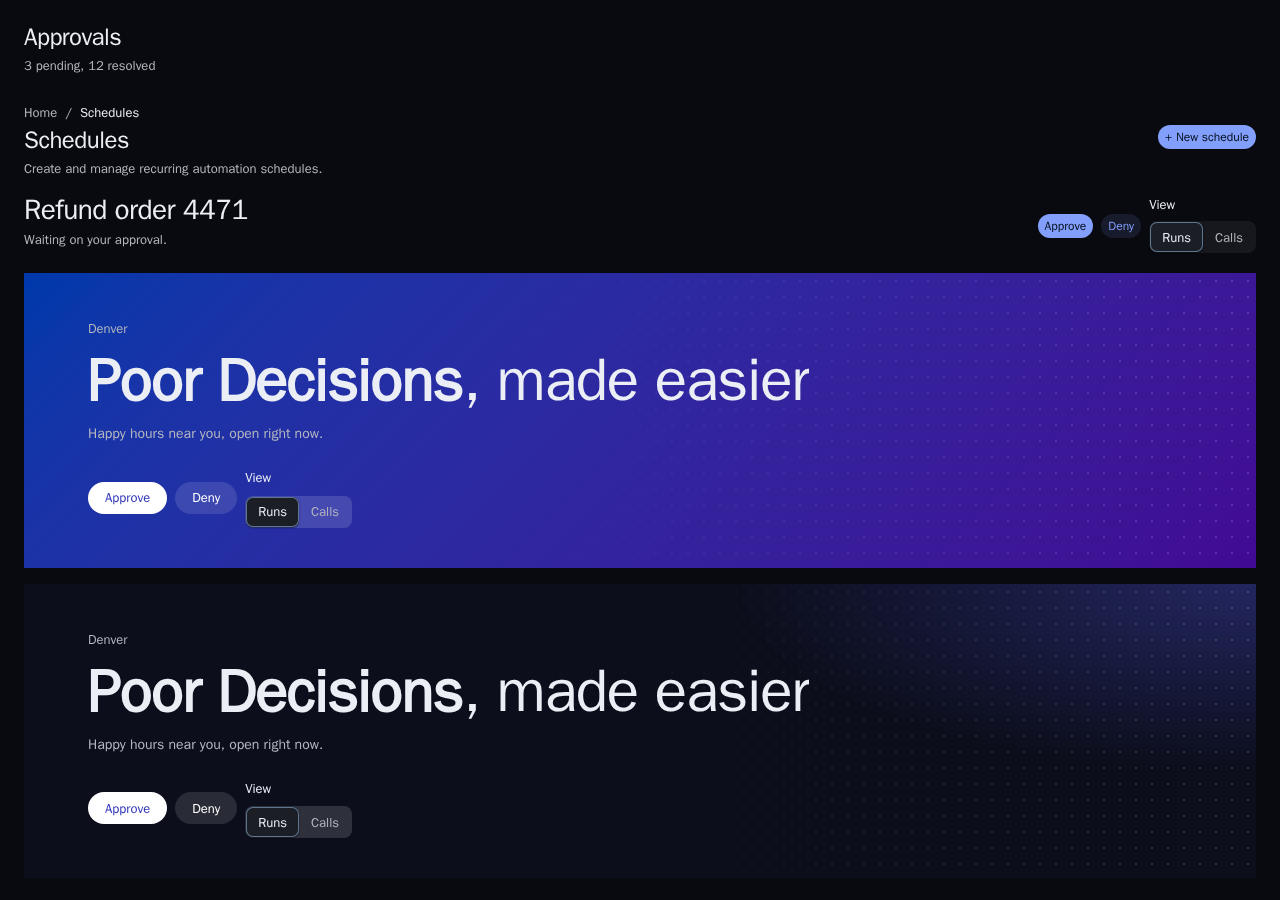 Approvals
3 pending, 12 resolved
Home / Schedules
Schedules
+ New schedule
Create and manage recurring automation schedules.
Refund order 4471
Waiting on your approval.
Approve
Deny
View
Runs
Calls
Denver
Poor Decisions, made easier
Happy hours near you, open right now.
Approve
Deny
View
Runs
Calls
Denver
Poor Decisions, made easier
Happy hours near you, open right now.
Approve
Deny
View
Runs
Calls